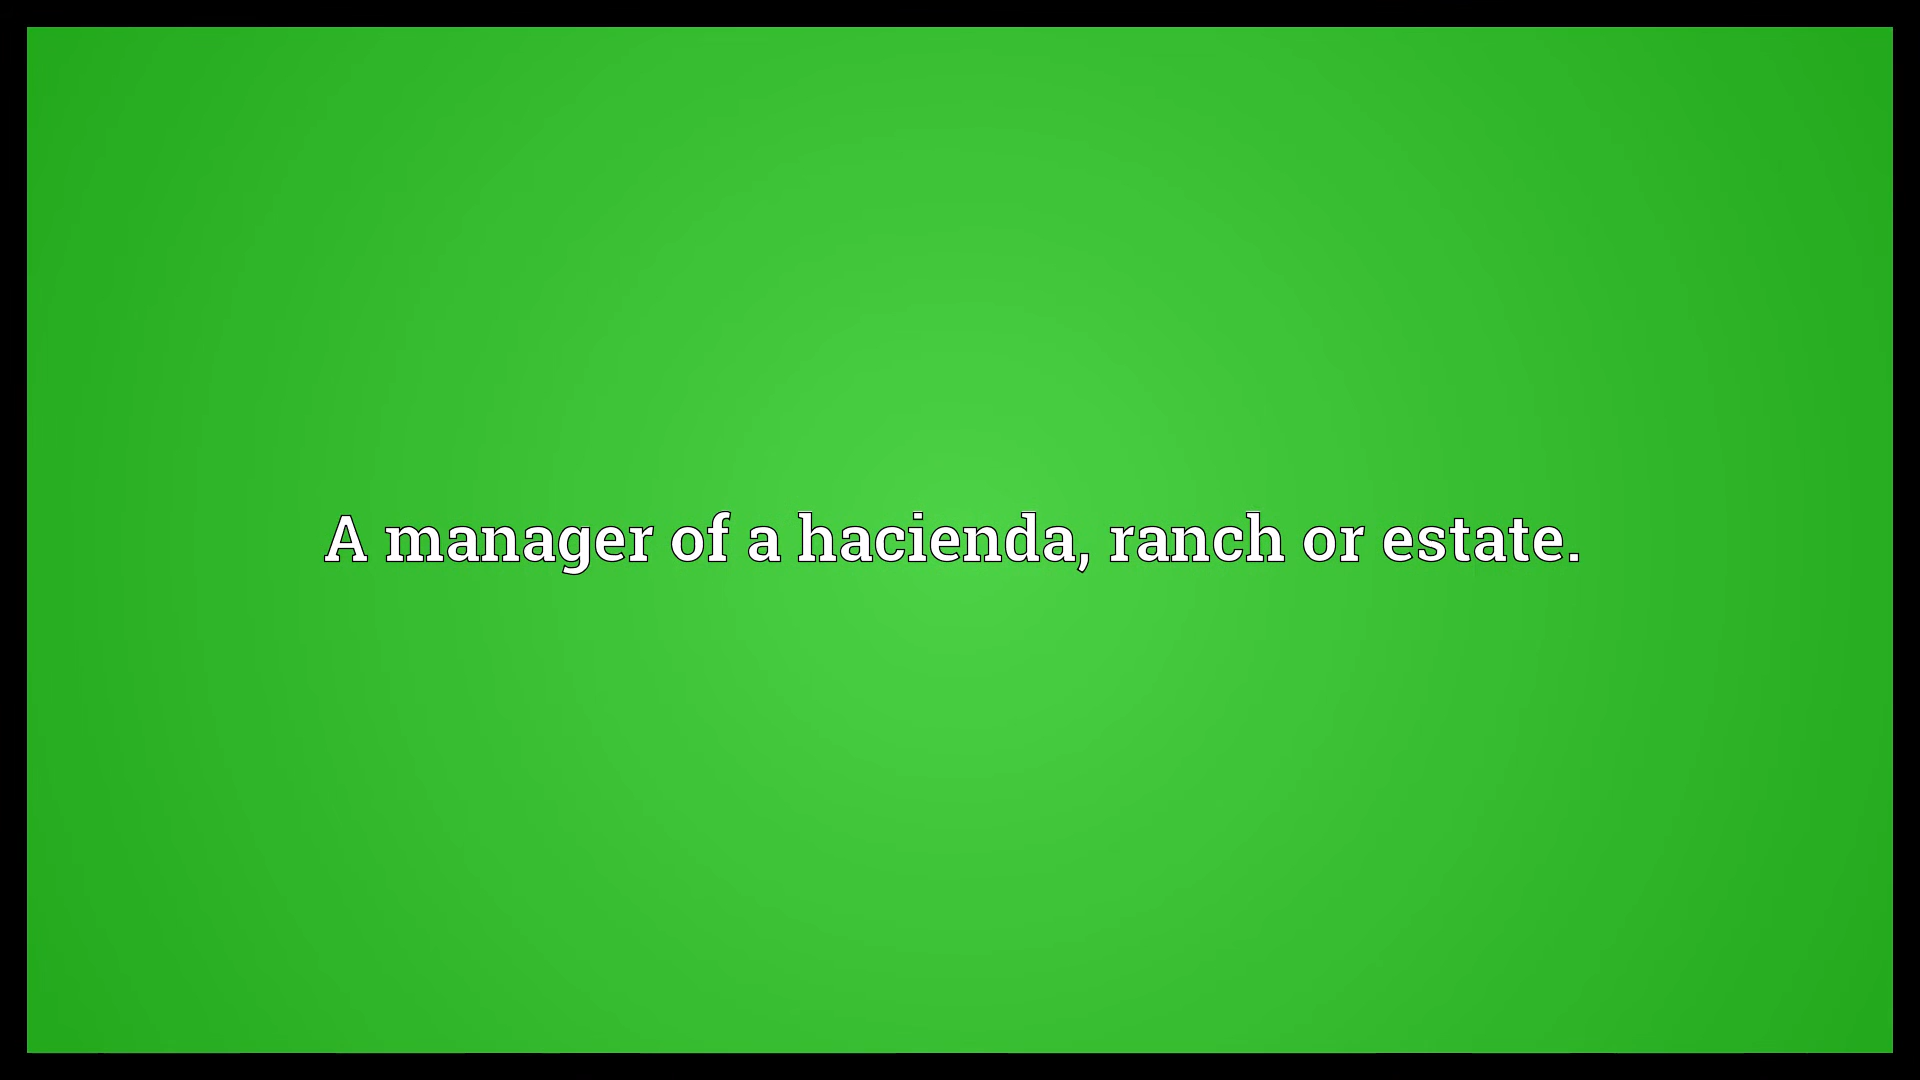 A manager of a hacienda, ranch or estate.